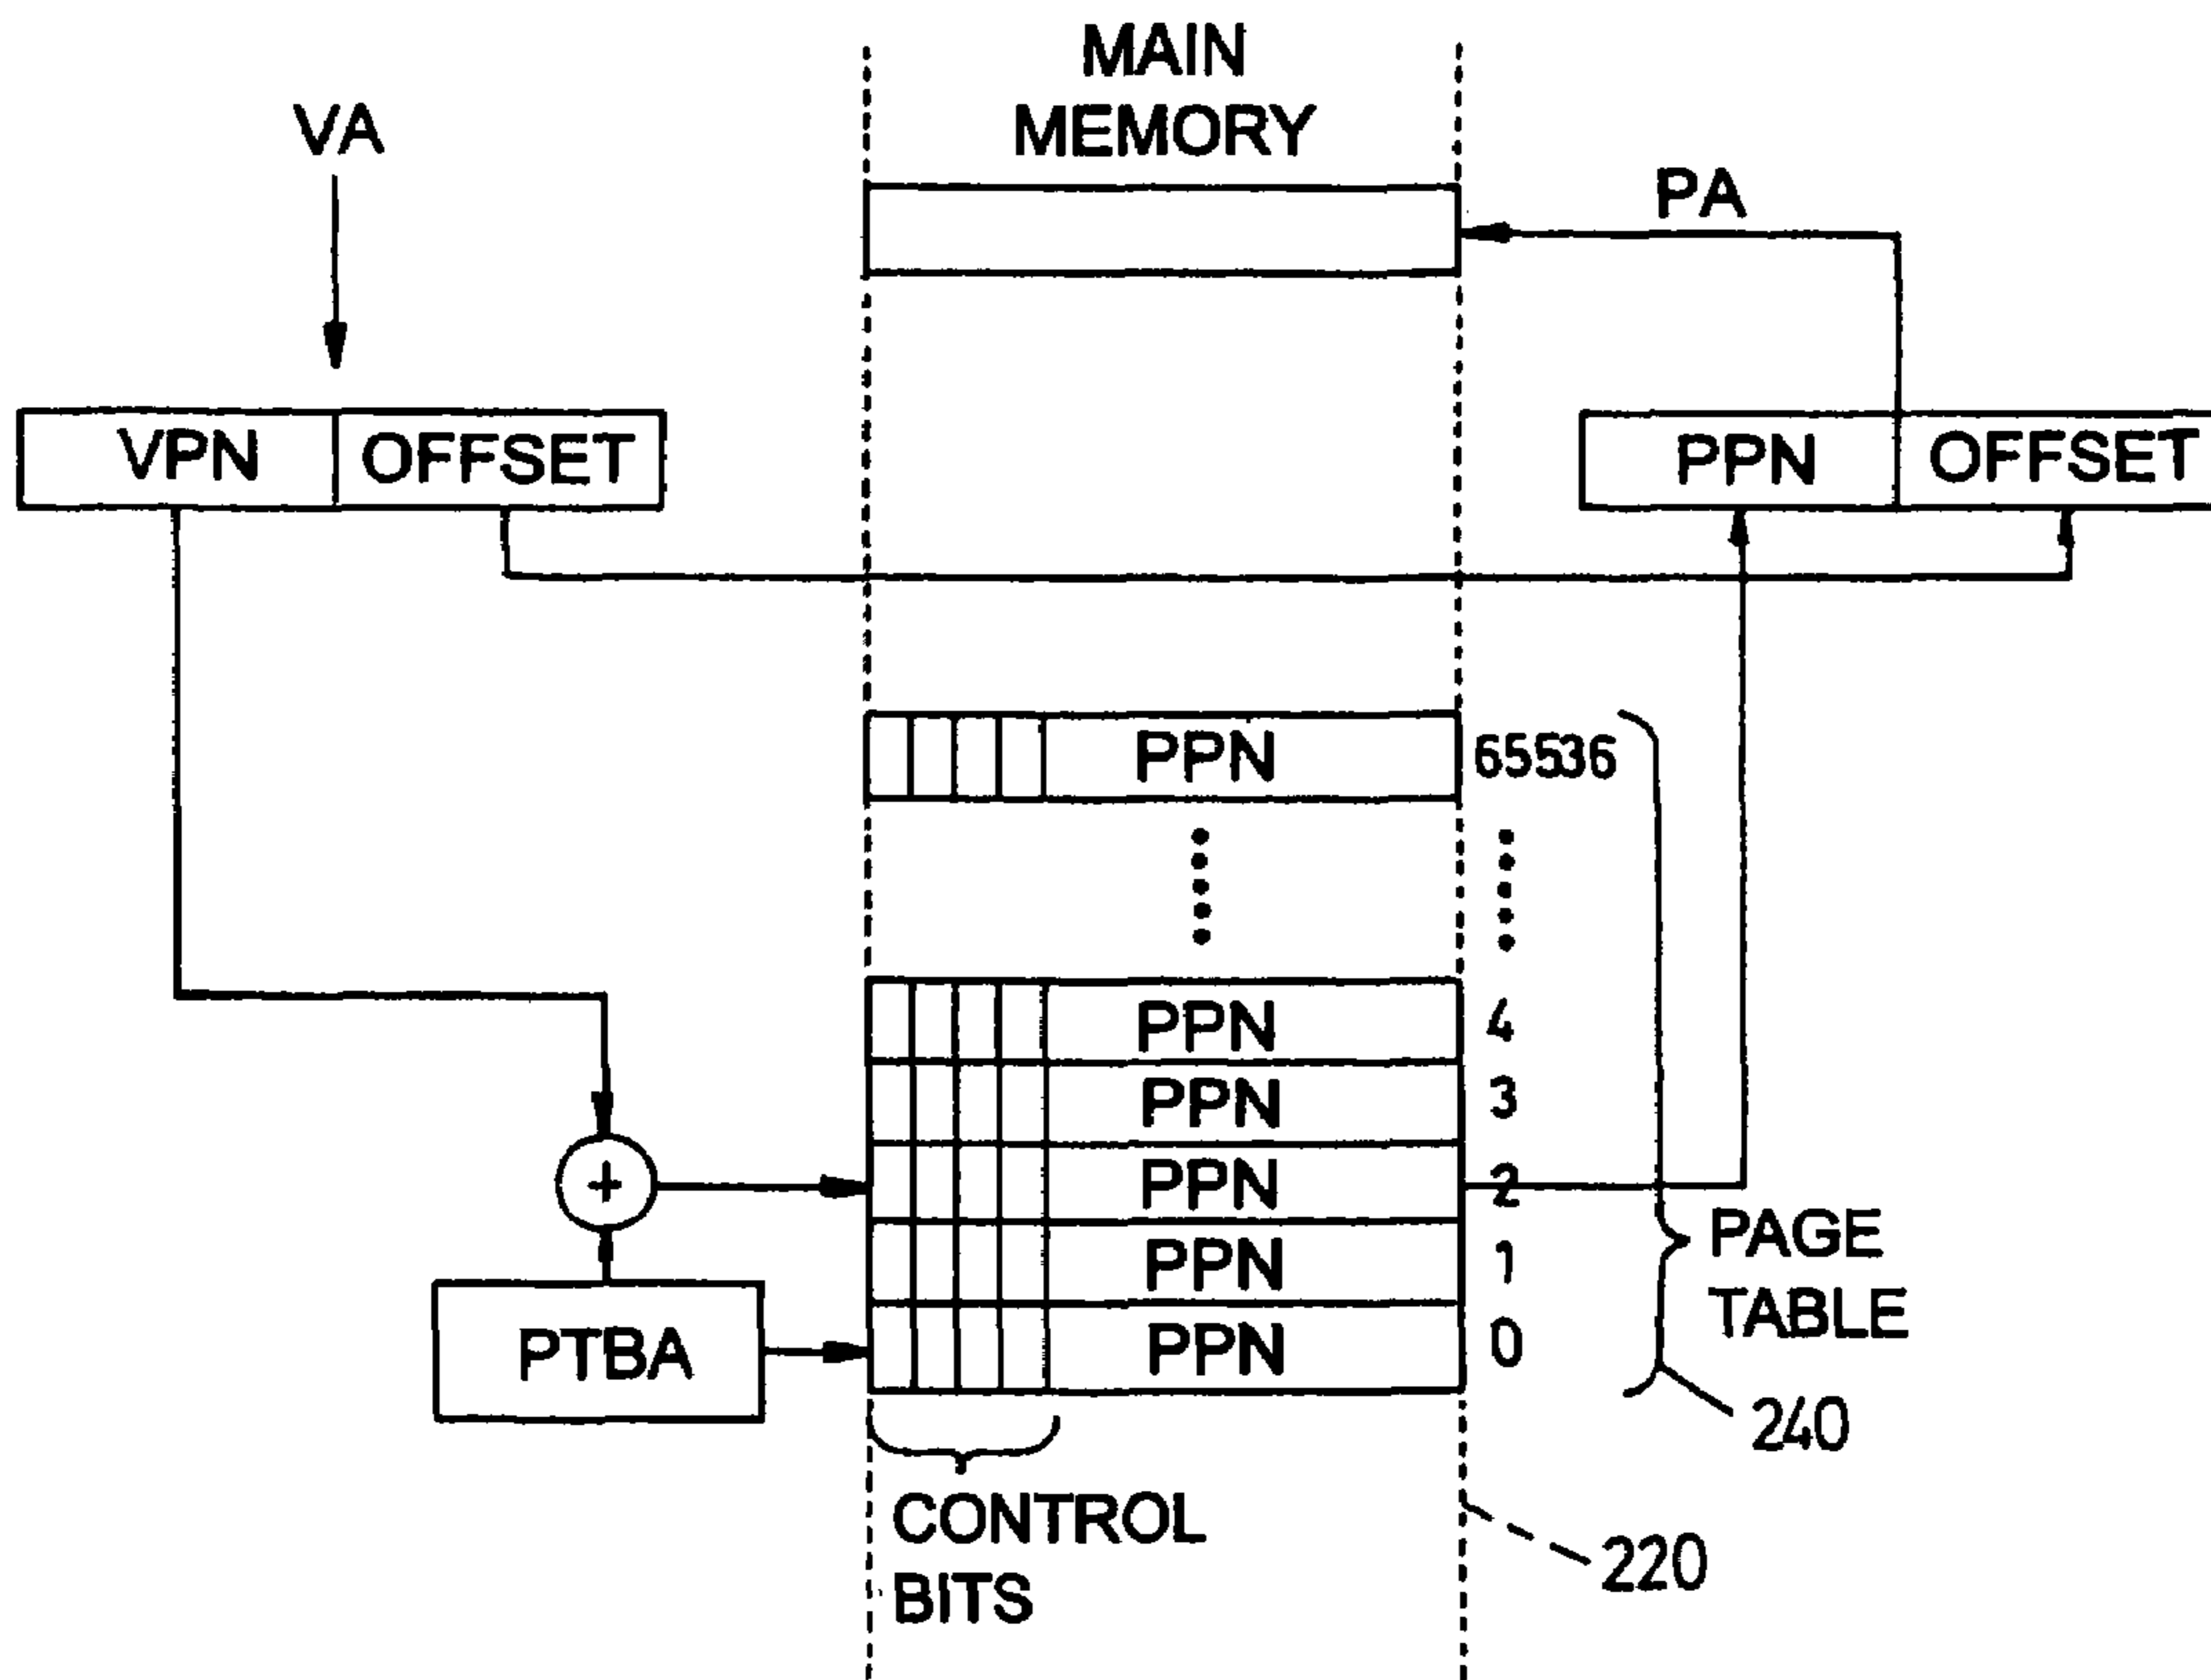 MAIN
MEMORY
VA
PA
VPN OFFSET
PPN OFFSET
PPN 65536
PPN 4
PPN 3
PPN 2
PPN 1
PPN 0
+
PTBA
PAGE
TABLE
240
CONTROL
BITS
220